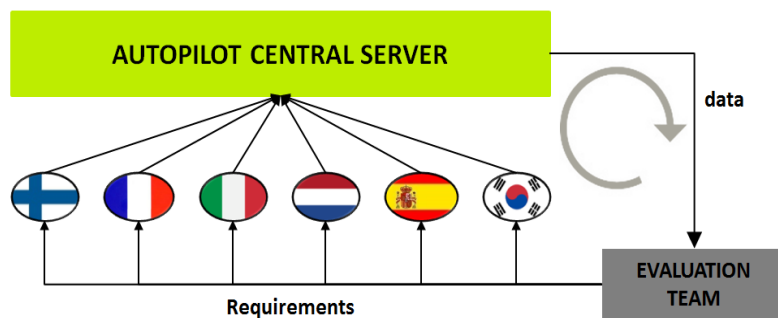 AUTOPILOT CENTRAL SERVER
data
EVALUATION
TEAM
Requirements